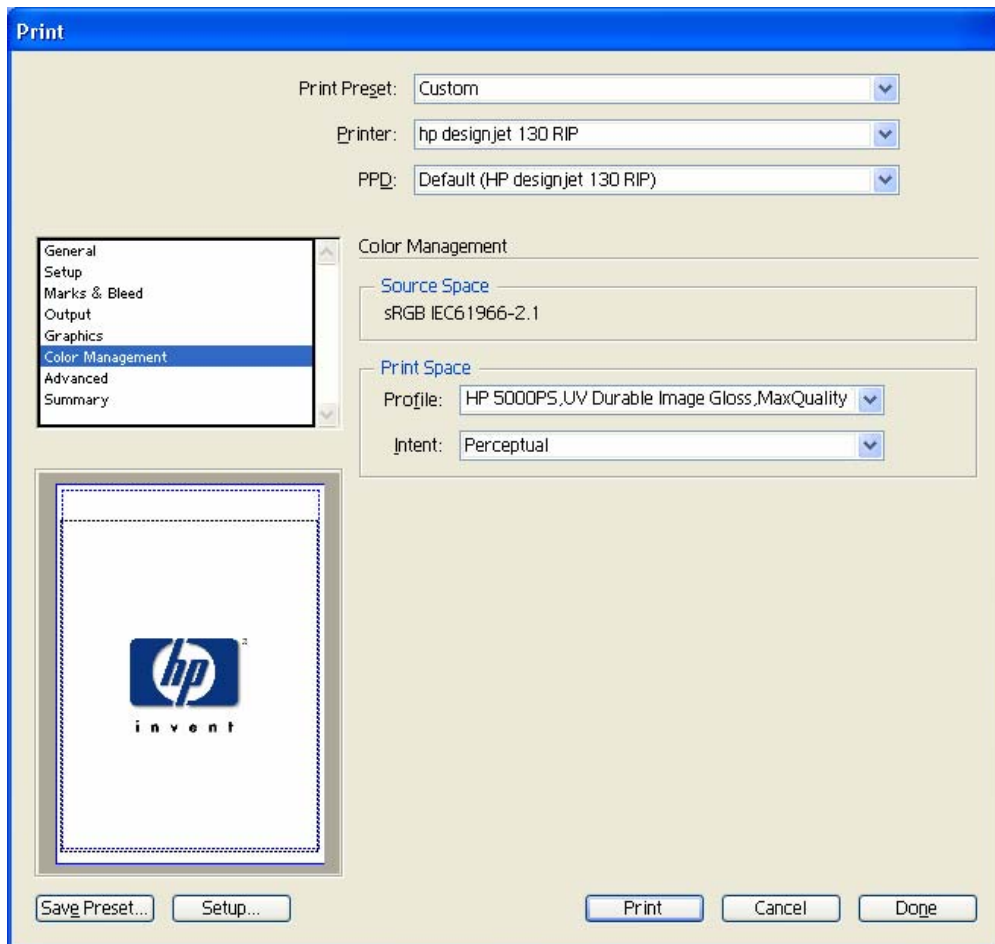 Print
Print Preset: Custom
Printer: hp designjet 130 RIP
PPD: Default (HP designjet 130 RIP)
General
Setup
Marks & Bleed
Output
Graphics
Color Management
Advanced
Summary
Color Management
Source Space
sRGB IEC61966-2.1
Print Space
Profile: HP 5000PS,UV Durable Image Gloss,MaxQuality
Intent: Perceptual
hp
invent
Save Preset... Setup... Print Cancel Done